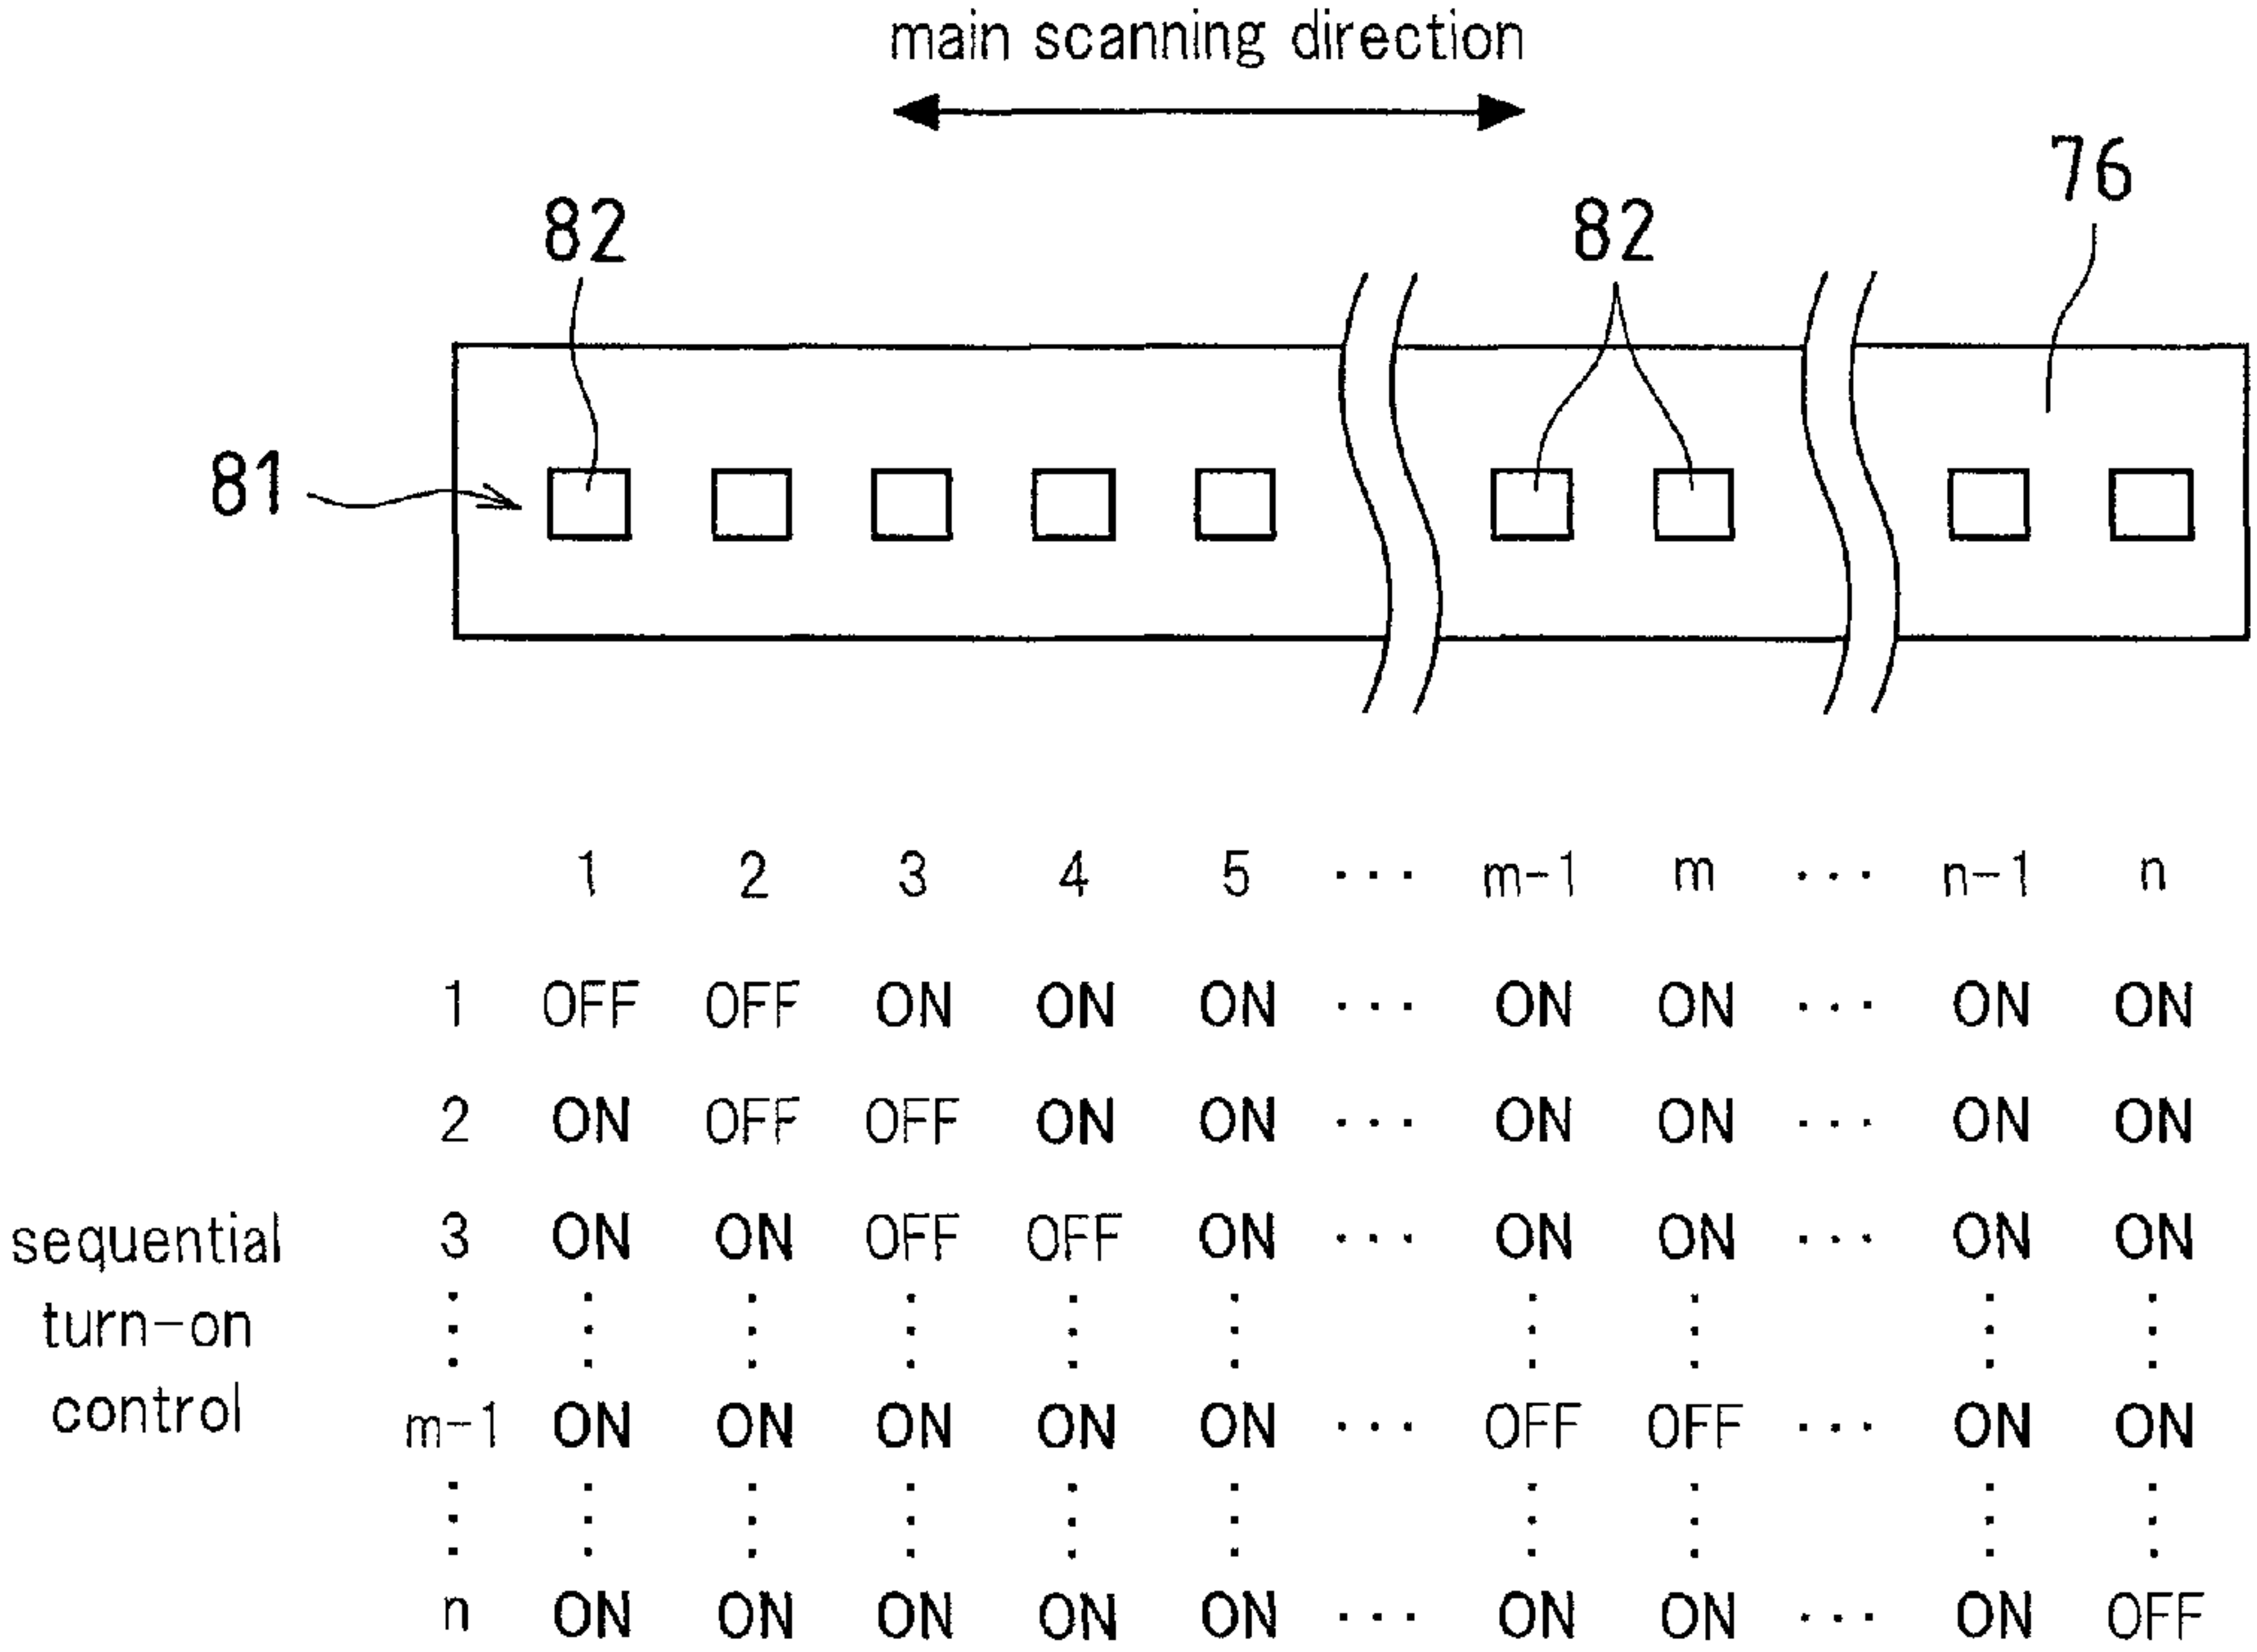 main scanning direction
76
82 82
81
1 2 3 4 5 ··· m-1 m ··· n-1 n
1 OFF OFF ON ON ON ··· ON ON ··· ON ON
2 ON OFF OFF ON ON ··· ON ON ··· ON ON
sequential 3 ON ON OFF OFF ON ··· ON ON ··· ON ON
turn-on
control m-1 ON ON ON ON ON ··· OFF OFF ··· ON ON
n ON ON ON ON ON ··· ON ON ··· ON OFF